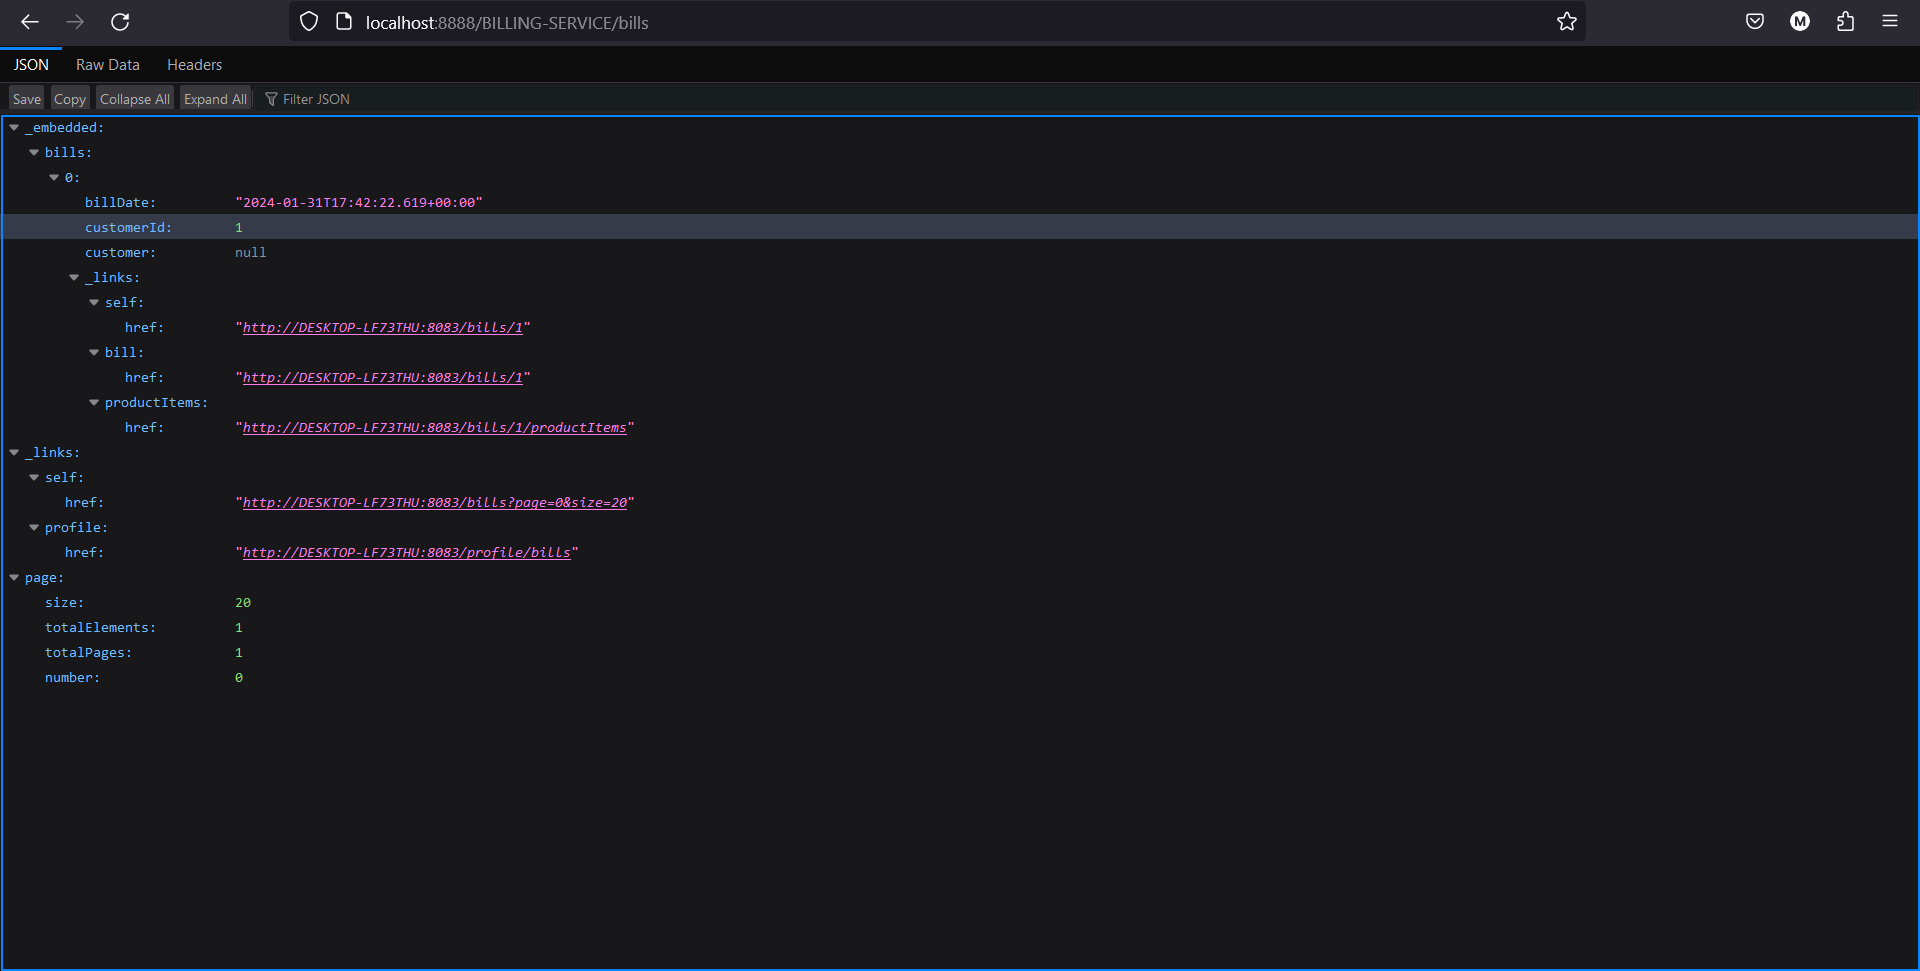 localhost:8888/BILLING-SERVICE/bills
M
JSON Raw Data Headers
Save Copy Collapse All Expand All Filter JSON
_embedded:
bills:
0:
billDate: "2024-01-31T17:42:22.619+00:00"
customerId: 1
customer: null
_links:
self:
href: "http://DESKTOP-LF73THU:8083/bills/1"
bill:
href: "http://DESKTOP-LF73THU:8083/bills/1"
productItems:
href: "http://DESKTOP-LF73THU:8083/bills/1/productItems"
_links:
self:
href: "http://DESKTOP-LF73THU:8083/bills?page=0&size=20"
profile:
href: "http://DESKTOP-LF73THU:8083/profile/bills"
page:
size: 20
totalElements: 1
totalPages: 1
number: 0